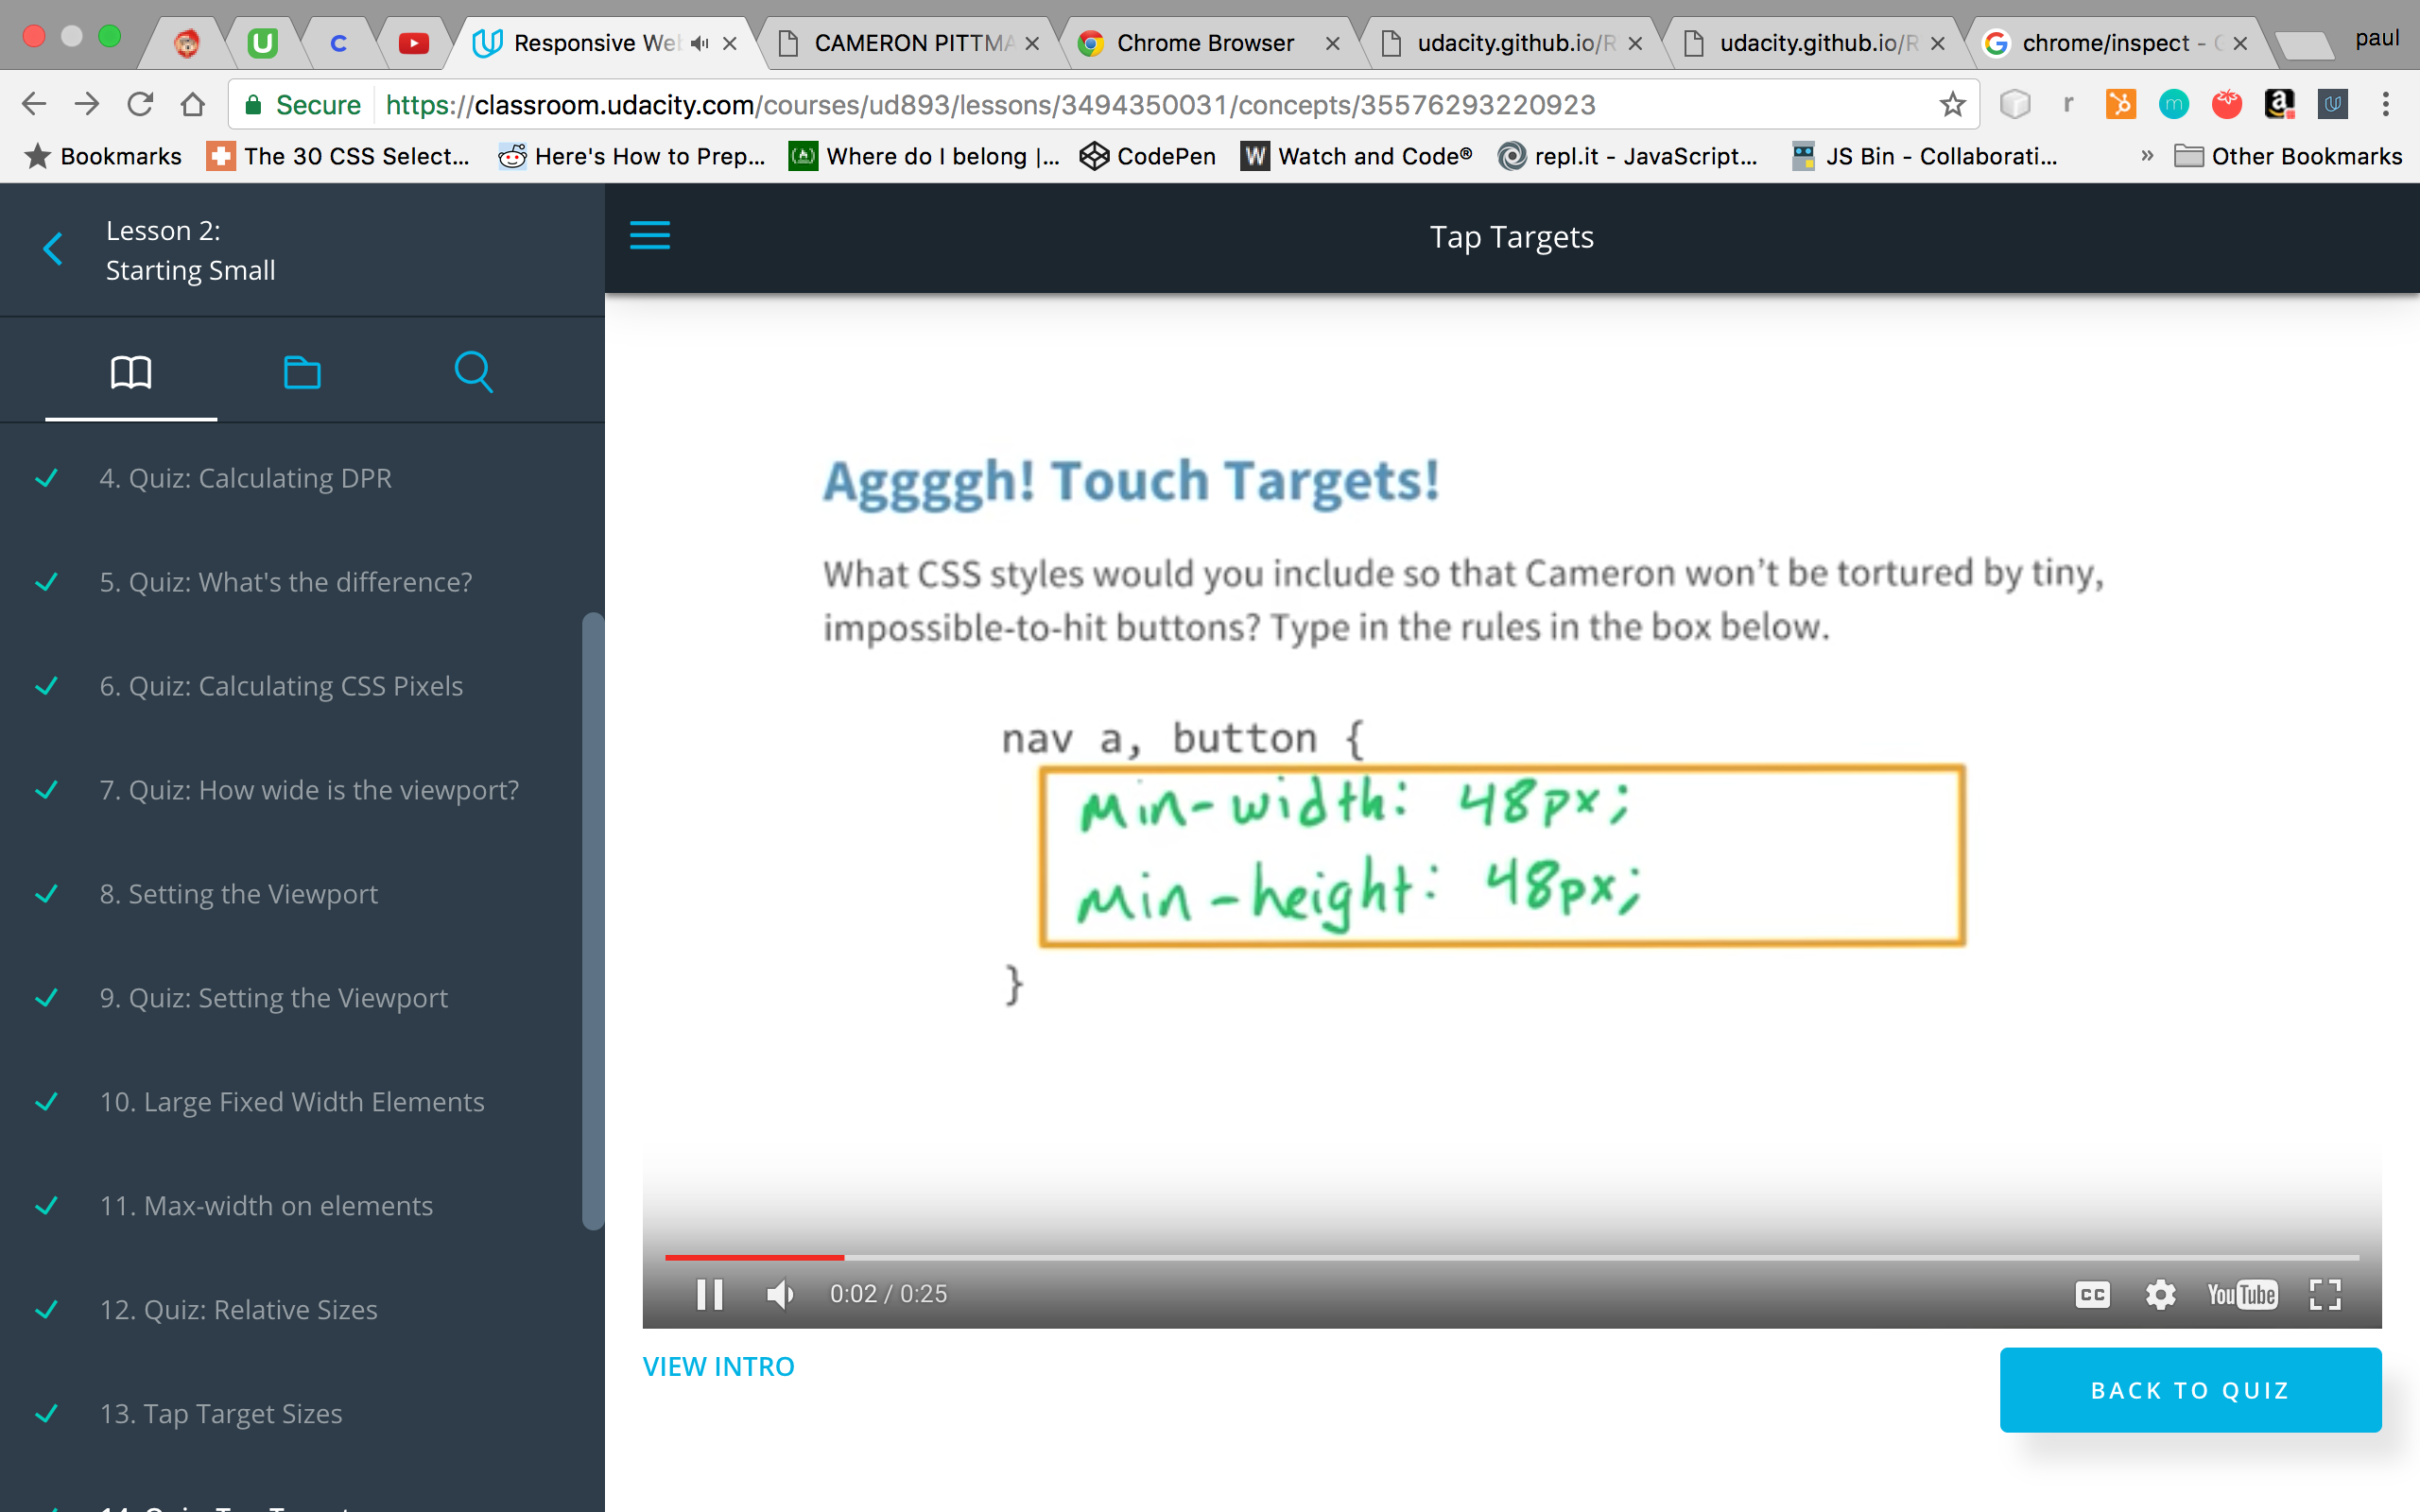 Responsive Web
CAMERON PITTMA
Chrome Browser
udacity.github.io/R
udacity.github.io/R
chrome/inspect -
paul
Secure https://classroom.udacity.com/courses/ud893/lessons/3494350031/concepts/35576293220923
Bookmarks The 30 CSS Select... Here's How to Prep... Where do I belong |... CodePen Watch and Code® repl.it - JavaScript... JS Bin - Collaborati... » Other Bookmarks
Lesson 2:
Starting Small
Tap Targets
4. Quiz: Calculating DPR
5. Quiz: What's the difference?
6. Quiz: Calculating CSS Pixels
7. Quiz: How wide is the viewport?
8. Setting the Viewport
9. Quiz: Setting the Viewport
10. Large Fixed Width Elements
11. Max-width on elements
12. Quiz: Relative Sizes
13. Tap Target Sizes
Aggggh! Touch Targets!
What CSS styles would you include so that Cameron won't be tortured by tiny,
impossible-to-hit buttons? Type in the rules in the box below.
nav a, button {
min-width: 48px;
min-height: 48px;
}
0:02 / 0:25
CC
YouTube
VIEW INTRO
BACK TO QUIZ